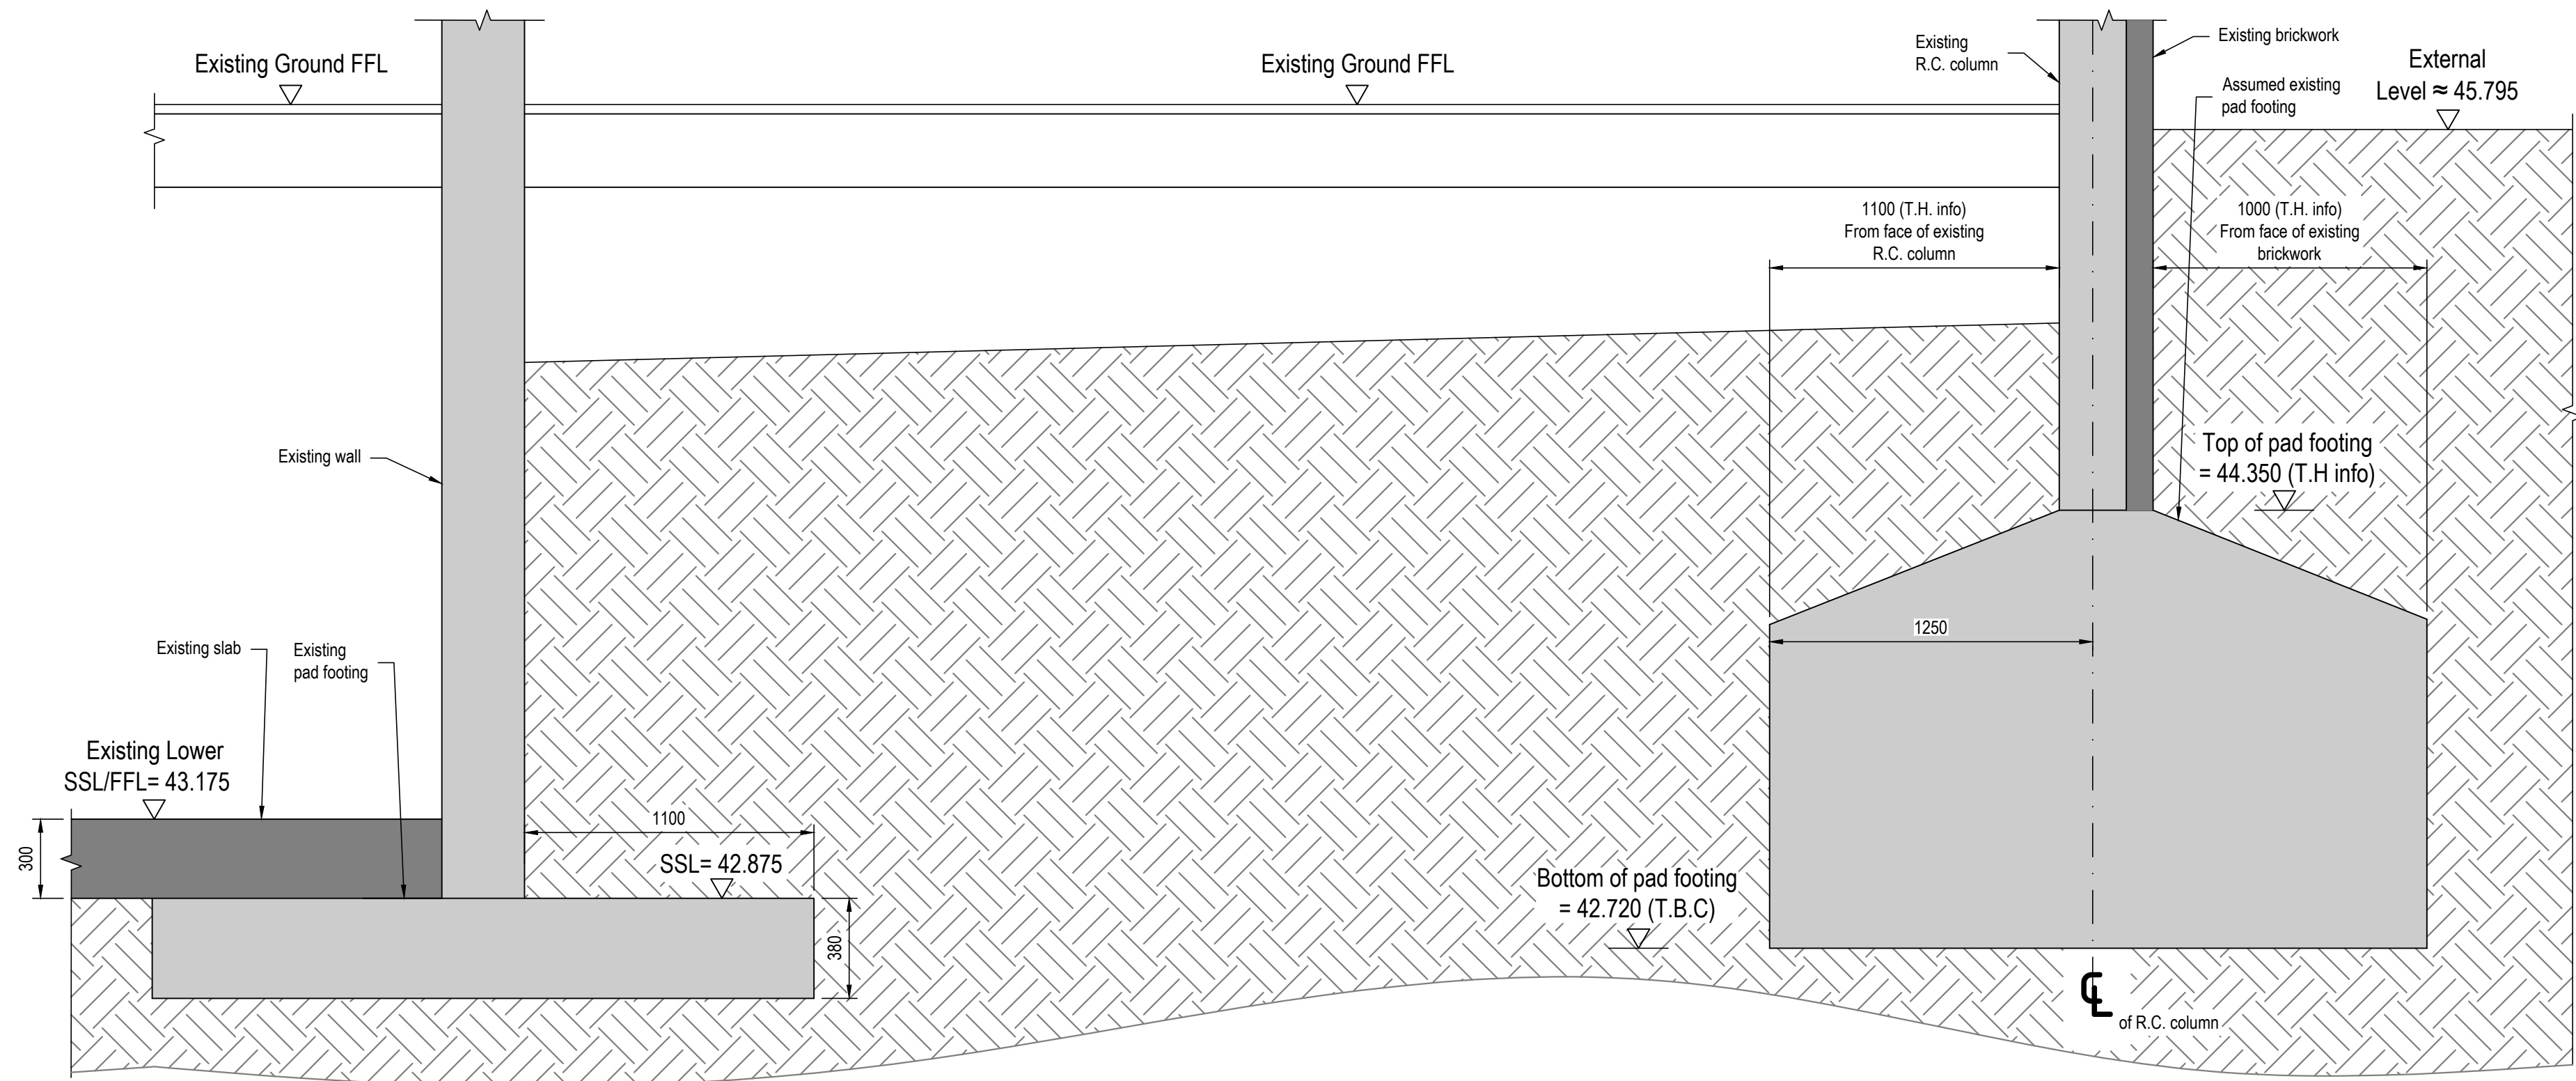 Existing Ground FFL
Existing Ground FFL
Existing
R.C. column
Existing brickwork
Assumed existing
pad footing
External
Level ≈ 45.795
1100 (T.H. info)
From face of existing
R.C. column
1000 (T.H. info)
From face of existing
brickwork
Existing wall
Top of pad footing
= 44.350 (T.H info)
Existing slab
Existing
pad footing
1250
Existing Lower
SSL/FFL= 43.175
300
1100
SSL= 42.875
380
Bottom of pad footing
= 42.720 (T.B.C)
℄
of R.C. column